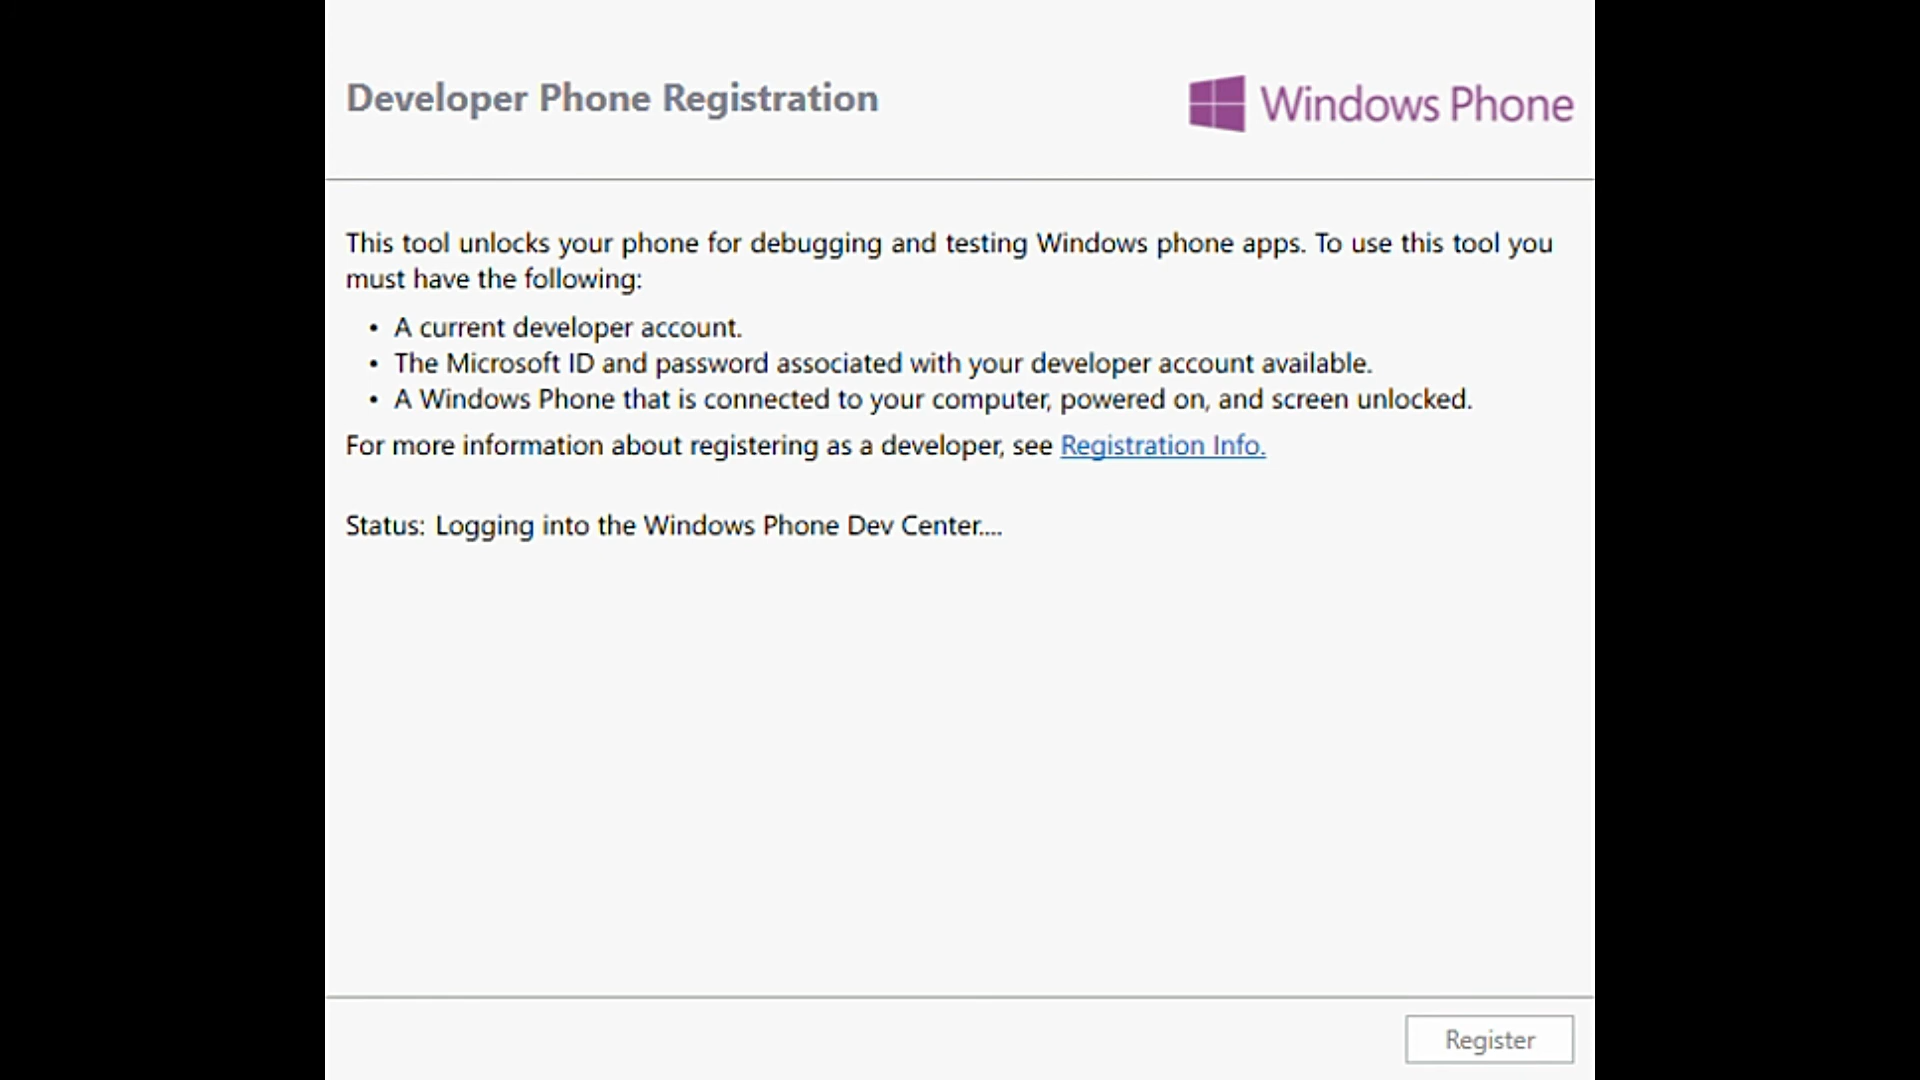 Developer Phone Registration
Windows Phone
This tool unlocks your phone for debugging and testing Windows phone apps. To use this tool you
must have the following:
• A current developer account.
• The Microsoft ID and password associated with your developer account available.
• A Windows Phone that is connected to your computer, powered on, and screen unlocked.
For more information about registering as a developer, see Registration Info.
Status: Logging into the Windows Phone Dev Center....
Register